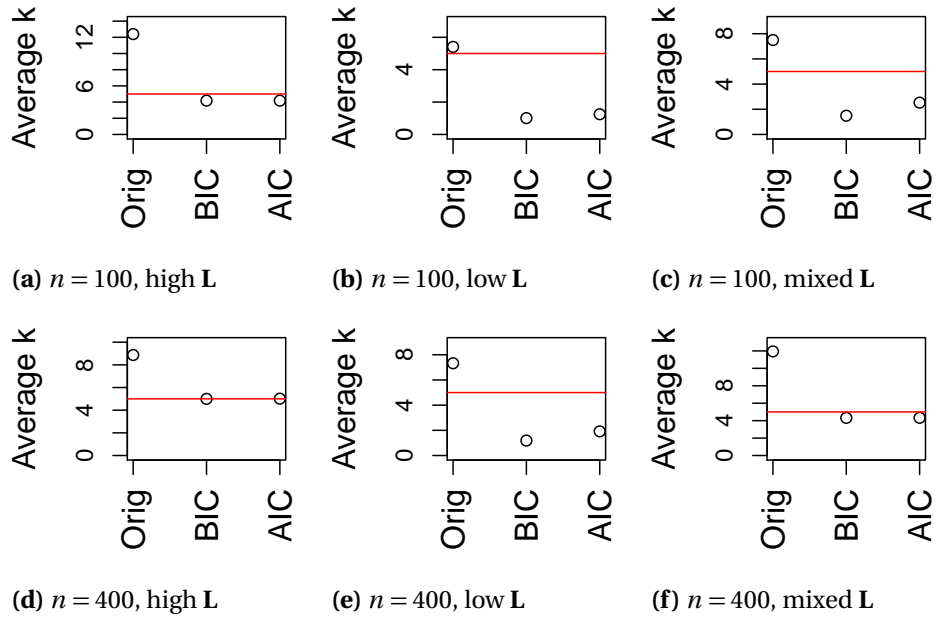 Average k
12
6
0
Orig
BIC
AIC
(a) n = 100, high L
Average k
4
0
Orig
BIC
AIC
(b) n = 100, low L
Average k
8
4
0
Orig
BIC
AIC
(c) n = 100, mixed L
Average k
8
4
0
Orig
BIC
AIC
(d) n = 400, high L
Average k
8
4
0
Orig
BIC
AIC
(e) n = 400, low L
Average k
8
4
0
Orig
BIC
AIC
(f) n = 400, mixed L